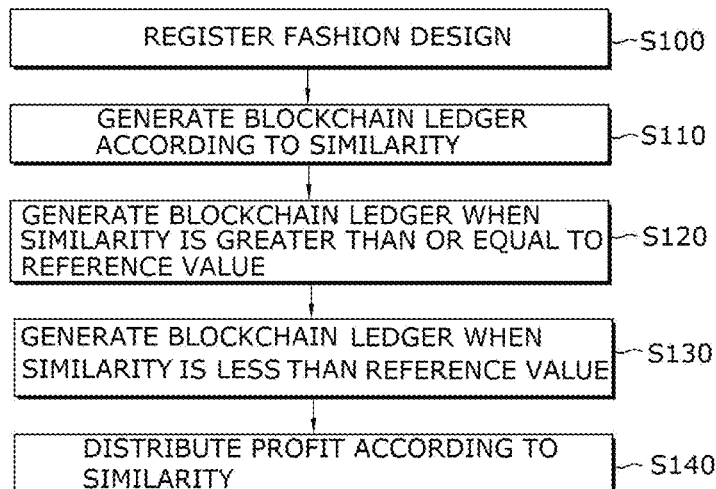 REGISTER FASHION DESIGN
S100
GENERATE BLOCKCHAIN LEDGER
ACCORDING TO SIMILARITY
S110
GENERATE BLOCKCHAIN LEDGER WHEN
SIMILARITY IS GREATER THAN OR EQUAL TO
REFERENCE VALUE
S120
GENERATE BLOCKCHAIN LEDGER WHEN
SIMILARITY IS LESS THAN REFERENCE VALUE
S130
DISTRIBUTE PROFIT ACCORDING TO
SIMILARITY
S140